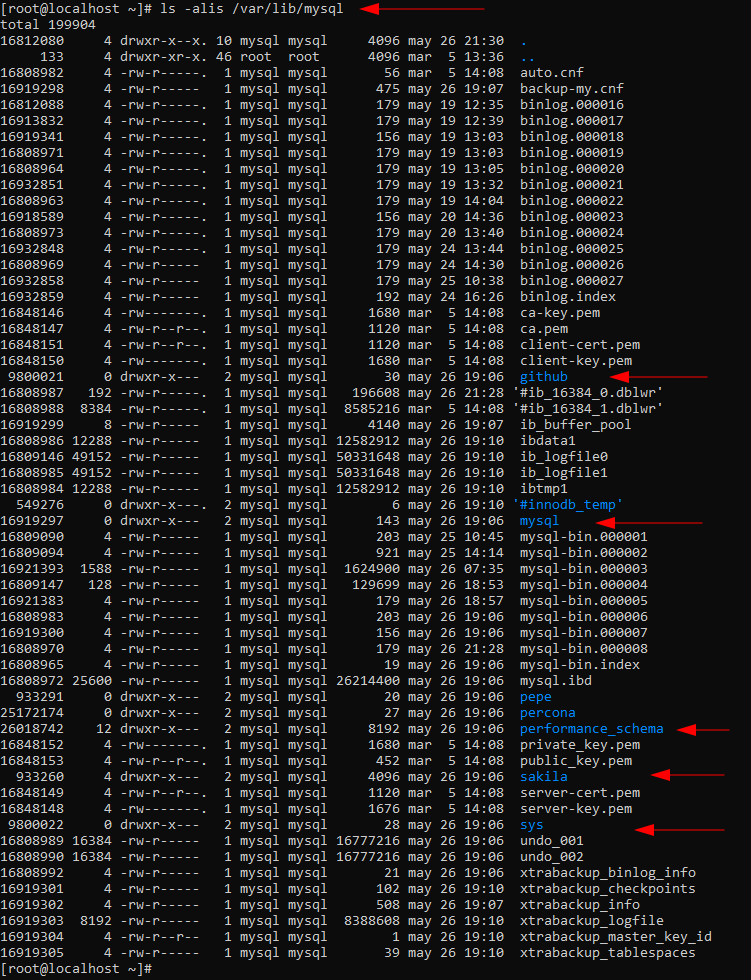 [root@localhost ~]# ls -alis /var/lib/mysql
total 199904
16812080     4 drwxr-x--x. 10 mysql mysql     4096 may 26 21:30  .
     133     4 drwxr-xr-x. 46 root  root      4096 mar  5 13:36  ..
16808982     4 -rw-r-----.  1 mysql mysql       56 mar  5 14:08  auto.cnf
16919298     4 -rw-r-----   1 mysql mysql      475 may 26 19:07  backup-my.cnf
16812088     4 -rw-r-----.  1 mysql mysql      179 may 19 12:35  binlog.000016
16913832     4 -rw-r-----.  1 mysql mysql      179 may 19 12:39  binlog.000017
16919341     4 -rw-r-----.  1 mysql mysql      156 may 19 13:03  binlog.000018
16808971     4 -rw-r-----.  1 mysql mysql      179 may 19 13:03  binlog.000019
16808964     4 -rw-r-----.  1 mysql mysql      179 may 19 13:05  binlog.000020
16932851     4 -rw-r-----.  1 mysql mysql      179 may 19 13:32  binlog.000021
16808963     4 -rw-r-----.  1 mysql mysql      179 may 19 14:04  binlog.000022
16918589     4 -rw-r-----.  1 mysql mysql      156 may 20 14:36  binlog.000023
16808973     4 -rw-r-----.  1 mysql mysql      179 may 20 13:40  binlog.000024
16932848     4 -rw-r-----.  1 mysql mysql      179 may 24 13:44  binlog.000025
16808969     4 -rw-r-----.  1 mysql mysql      179 may 24 14:30  binlog.000026
16932858     4 -rw-r-----   1 mysql mysql      179 may 25 10:38  binlog.000027
16932859     4 -rw-r-----   1 mysql mysql      192 may 24 16:26  binlog.index
16848146     4 -rw-------.  1 mysql mysql     1680 mar  5 14:08  ca-key.pem
16848147     4 -rw-r--r--.  1 mysql mysql     1120 mar  5 14:08  ca.pem
16848151     4 -rw-r--r--.  1 mysql mysql     1120 mar  5 14:08  client-cert.pem
16848150     4 -rw-------.  1 mysql mysql     1680 mar  5 14:08  client-key.pem
 9800021     0 drwxr-x---   2 mysql mysql       30 may 26 19:06  github
16808987   192 -rw-r-----   1 mysql mysql   196608 may 26 21:28 '#ib_16384_0.dblwr'
16808988  8384 -rw-r-----.  1 mysql mysql  8585216 mar  5 14:08 '#ib_16384_1.dblwr'
16919299     8 -rw-r-----   1 mysql mysql     4140 may 26 19:07  ib_buffer_pool
16808986 12288 -rw-r-----   1 mysql mysql 12582912 may 26 19:10  ibdata1
16809146 49152 -rw-r-----   1 mysql mysql 50331648 may 26 19:10  ib_logfile0
16808985 49152 -rw-r-----   1 mysql mysql 50331648 may 26 19:10  ib_logfile1
16808984 12288 -rw-r-----   1 mysql mysql 12582912 may 26 19:10  ibtmp1
  549276     0 drwxr-x---.  2 mysql mysql        6 may 26 19:10 '#innodb_temp'
16919297     0 drwxr-x---   2 mysql mysql      143 may 26 19:06  mysql
16809090     4 -rw-r-----   1 mysql mysql      203 may 25 10:45  mysql-bin.000001
16809094     4 -rw-r-----   1 mysql mysql      921 may 25 14:14  mysql-bin.000002
16921393  1588 -rw-r-----   1 mysql mysql  1624900 may 26 07:35  mysql-bin.000003
16809147   128 -rw-r-----   1 mysql mysql   129699 may 26 18:53  mysql-bin.000004
16921383     4 -rw-r-----   1 mysql mysql      179 may 26 18:57  mysql-bin.000005
16808983     4 -rw-r-----   1 mysql mysql      203 may 26 19:06  mysql-bin.000006
16919300     4 -rw-r-----   1 mysql mysql      156 may 26 19:06  mysql-bin.000007
16808970     4 -rw-r-----   1 mysql mysql      179 may 26 21:28  mysql-bin.000008
16808965     4 -rw-r-----   1 mysql mysql       19 may 26 19:06  mysql-bin.index
16808972 25600 -rw-r-----   1 mysql mysql 26214400 may 26 19:06  mysql.ibd
  933291     0 drwxr-x---   2 mysql mysql       20 may 26 19:06  pepe
25172174     0 drwxr-x---   2 mysql mysql       27 may 26 19:06  percona
26018742    12 drwxr-x---   2 mysql mysql     8192 may 26 19:06  performance_schema
16848152     4 -rw-------.  1 mysql mysql     1680 mar  5 14:08  private_key.pem
16848153     4 -rw-r--r--.  1 mysql mysql      452 mar  5 14:08  public_key.pem
  933260     4 drwxr-x---   2 mysql mysql     4096 may 26 19:06  sakila
16848149     4 -rw-r--r--.  1 mysql mysql     1120 mar  5 14:08  server-cert.pem
16848148     4 -rw-------.  1 mysql mysql     1676 mar  5 14:08  server-key.pem
 9800022     0 drwxr-x---   2 mysql mysql       28 may 26 19:06  sys
16808989 16384 -rw-r-----   1 mysql mysql 16777216 may 26 19:10  undo_001
16808990 16384 -rw-r-----   1 mysql mysql 16777216 may 26 19:06  undo_002
16808992     4 -rw-r-----   1 mysql mysql       21 may 26 19:06  xtrabackup_binlog_info
16919301     4 -rw-r-----   1 mysql mysql      102 may 26 19:10  xtrabackup_checkpoints
16919302     4 -rw-r-----   1 mysql mysql      508 may 26 19:07  xtrabackup_info
16919303  8192 -rw-r-----   1 mysql mysql  8388608 may 26 19:10  xtrabackup_logfile
16919304     4 -rw-r--r--   1 mysql mysql        1 may 26 19:10  xtrabackup_master_key_id
16919305     4 -rw-r-----   1 mysql mysql       39 may 26 19:10  xtrabackup_tablespaces
[root@localhost ~]#